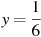 y = 1/6